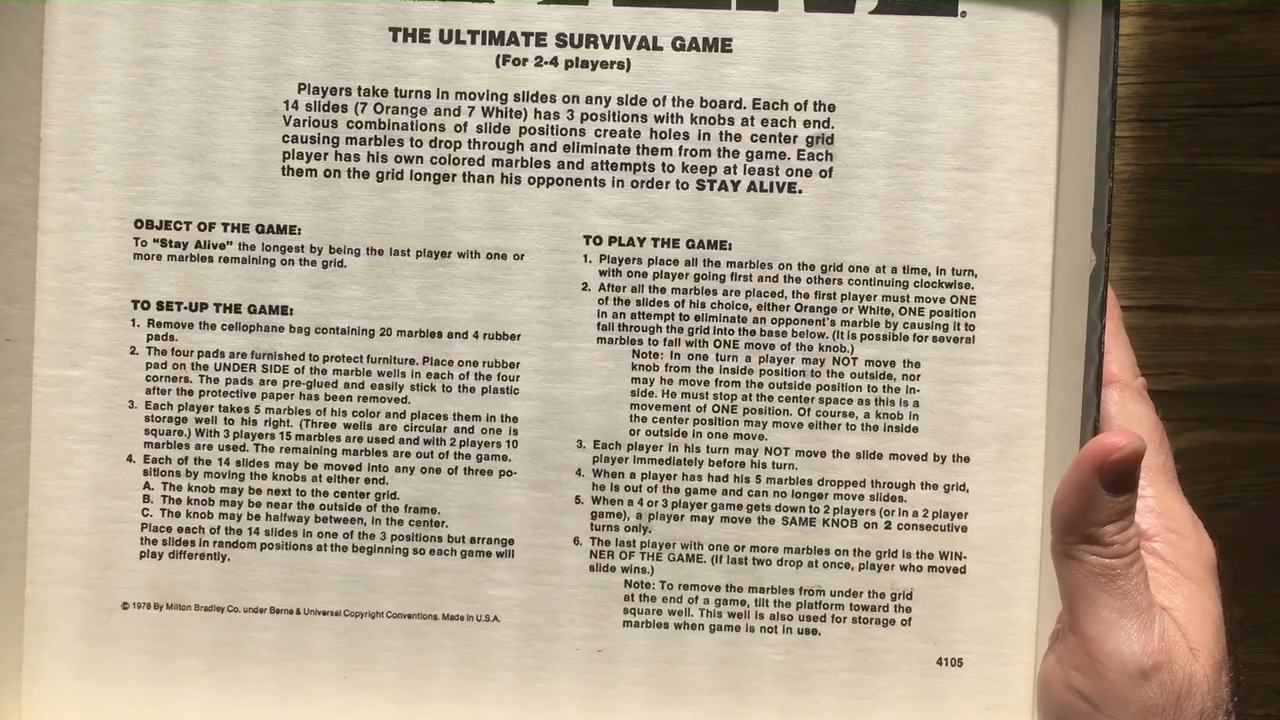 THE ULTIMATE SURVIVAL GAME
(For 2-4 players)
Players take turns in moving slides on any side of the board. Each of the
14 slides (7 Orange and 7 White) has 3 positions with knobs at each end.
Various combinations of slide positions create holes in the center grid
causing marbles to drop through and eliminate them from the game. Each
player has his own colored marbles and attempts to keep at least one of
them on the grid longer than his opponents in order to STAY ALIVE.
OBJECT OF THE GAME:
To "Stay Alive" the longest by being the last player with one or
more marbles remaining on the grid.
TO SET-UP THE GAME:
1. Remove the cellophane bag containing 20 marbles and 4 rubber
pads.
2. The four pads are furnished to protect furniture. Place one rubber
pad on the UNDER SIDE of the marble wells in each of the four
corners. The pads are pre-glued and easily stick to the plastic
after the protective paper has been removed.
3. Each player takes 5 marbles of his color and places them in the
storage well to his right. (Three wells are circular and one is
square.) With 3 players 15 marbles are used and with 2 players 10
marbles are used. The remaining marbles are out of the game.
4. Each of the 14 slides may be moved into any one of three po-
sitions by moving the knobs at either end.
A. The knob may be next to the center grid.
B. The knob may be near the outside of the frame.
C. The knob may be halfway between, in the center.
Place each of the 14 slides in one of the 3 positions but arrange
the slides in random positions at the beginning so each game will
play differently.
© 1978 By Milton Bradley Co. under Berne & Universal Copyright Conventions. Made in U.S.A.
TO PLAY THE GAME:
1. Players place all the marbles on the grid one at a time, in turn,
with one player going first and the others continuing clockwise.
2. After all the marbles are placed, the first player must move ONE
of the slides of his choice, either Orange or White, ONE position
in an attempt to eliminate an opponent's marble by causing it to
fall through the grid into the base below. (It is possible for several
marbles to fall with ONE move of the knob.)
Note: In one turn a player may NOT move the
knob from the inside position to the outside, nor
may he move from the outside position to the in-
side. He must stop at the center space as this is a
movement of ONE position. Of course, a knob in
the center position may move either to the inside
or outside in one move.
3. Each player in his turn may NOT move the slide moved by the
player immediately before his turn.
4. When a player has had his 5 marbles dropped through the grid,
he is out of the game and can no longer move slides.
5. When a 4 or 3 player game gets down to 2 players (or in a 2 player
game), a player may move the SAME KNOB on 2 consecutive
turns only.
6. The last player with one or more marbles on the grid is the WIN-
NER OF THE GAME. (If last two drop at once, player who moved
slide wins.)
Note: To remove the marbles from under the grid
at the end of a game, tilt the platform toward the
square well. This well is also used for storage of
marbles when game is not in use.
4105